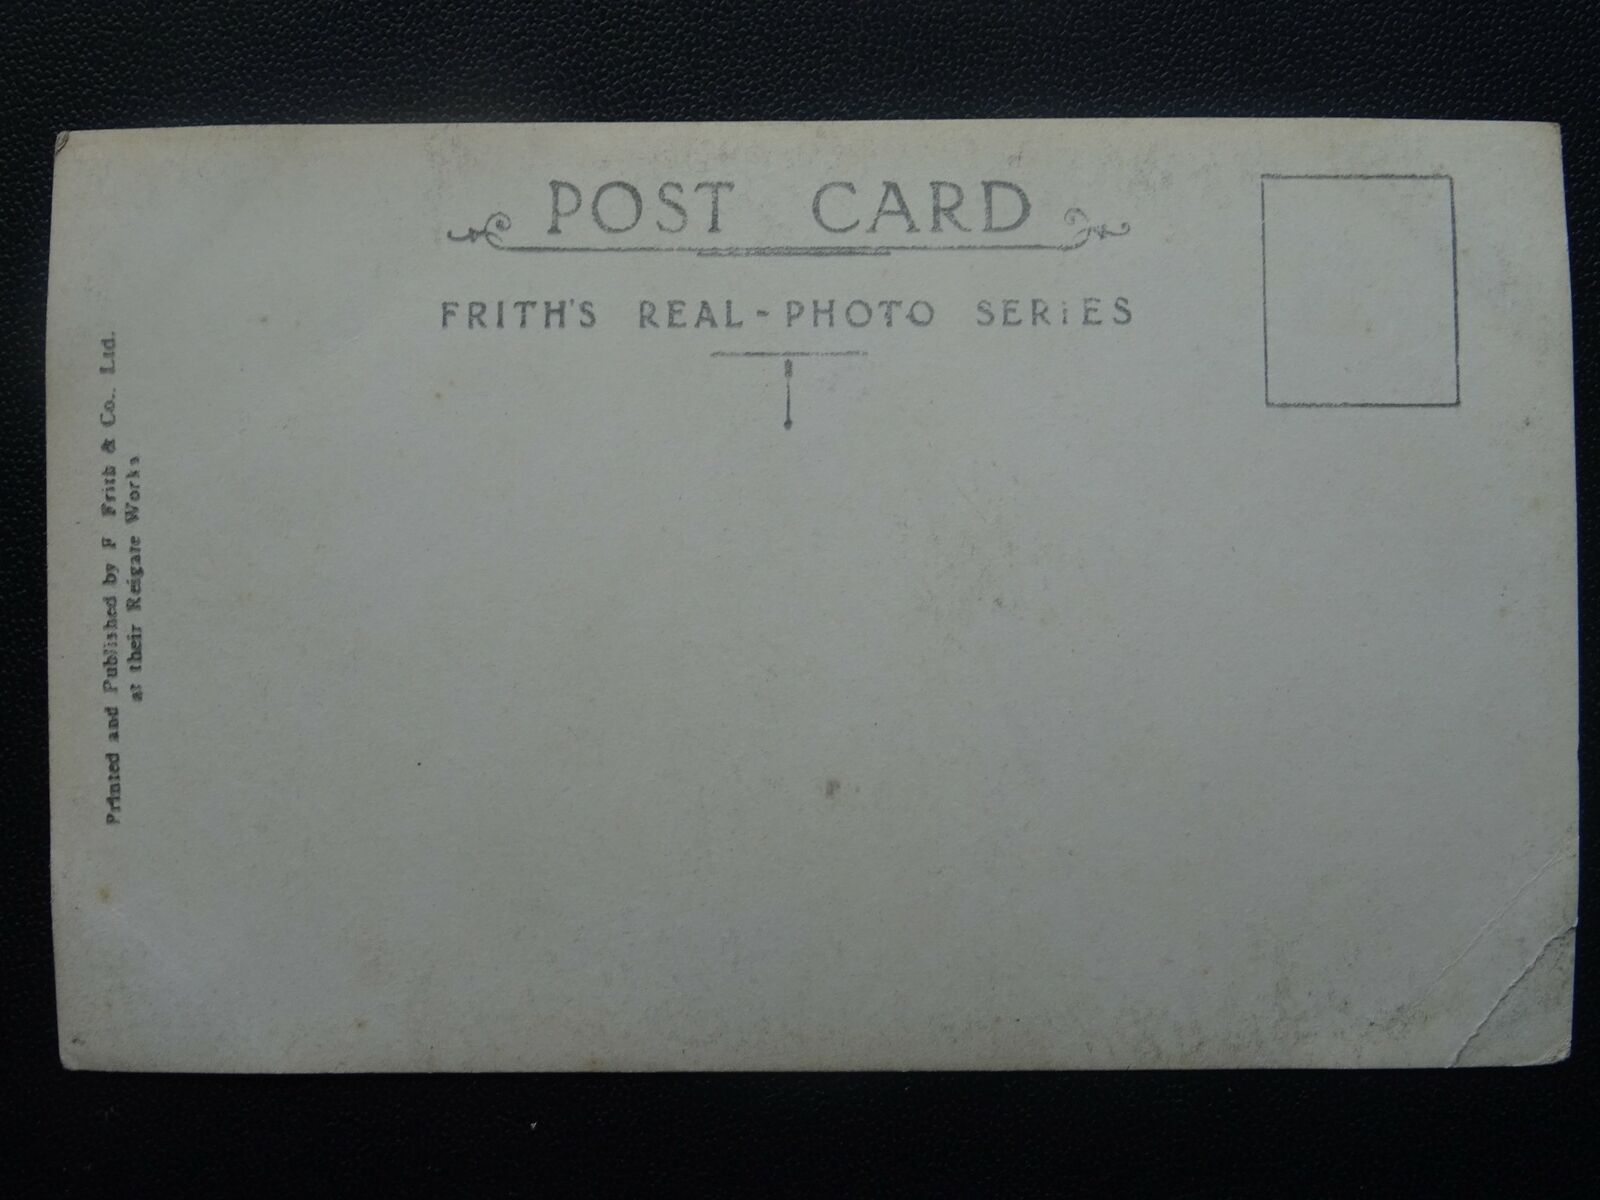 POST CARD
FRITH'S REAL-PHOTO SERIES
Printed and Published by F Frith & Co., Ltd.
at their Reigate Works